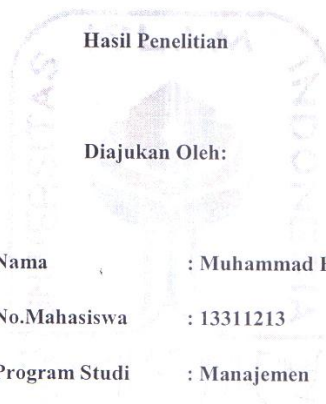 Hasil Penelitian
Diajukan Oleh:
Nama : Muhammad
No.Mahasiswa : 13311213
Program Studi : Manajemen